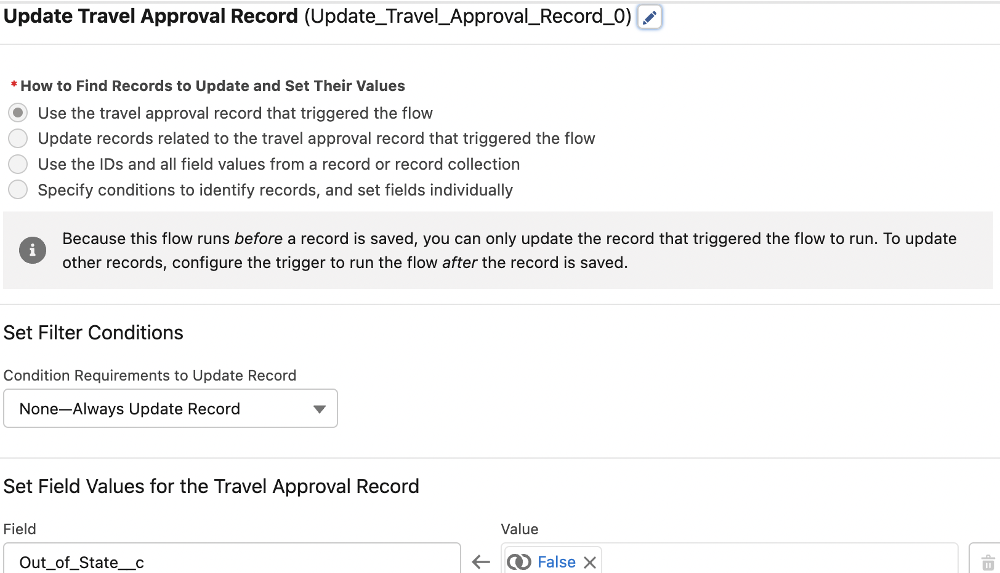 Update Travel Approval Record (Update_Travel_Approval_Record_0)
* How to Find Records to Update and Set Their Values
Use the travel approval record that triggered the flow
Update records related to the travel approval record that triggered the flow
Use the IDs and all field values from a record or record collection
Specify conditions to identify records, and set fields individually
Because this flow runs before a record is saved, you can only update the record that triggered the flow to run. To update
other records, configure the trigger to run the flow after the record is saved.
Set Filter Conditions
Condition Requirements to Update Record
None—Always Update Record
Set Field Values for the Travel Approval Record
Field
Value
Out_of_State__c
False